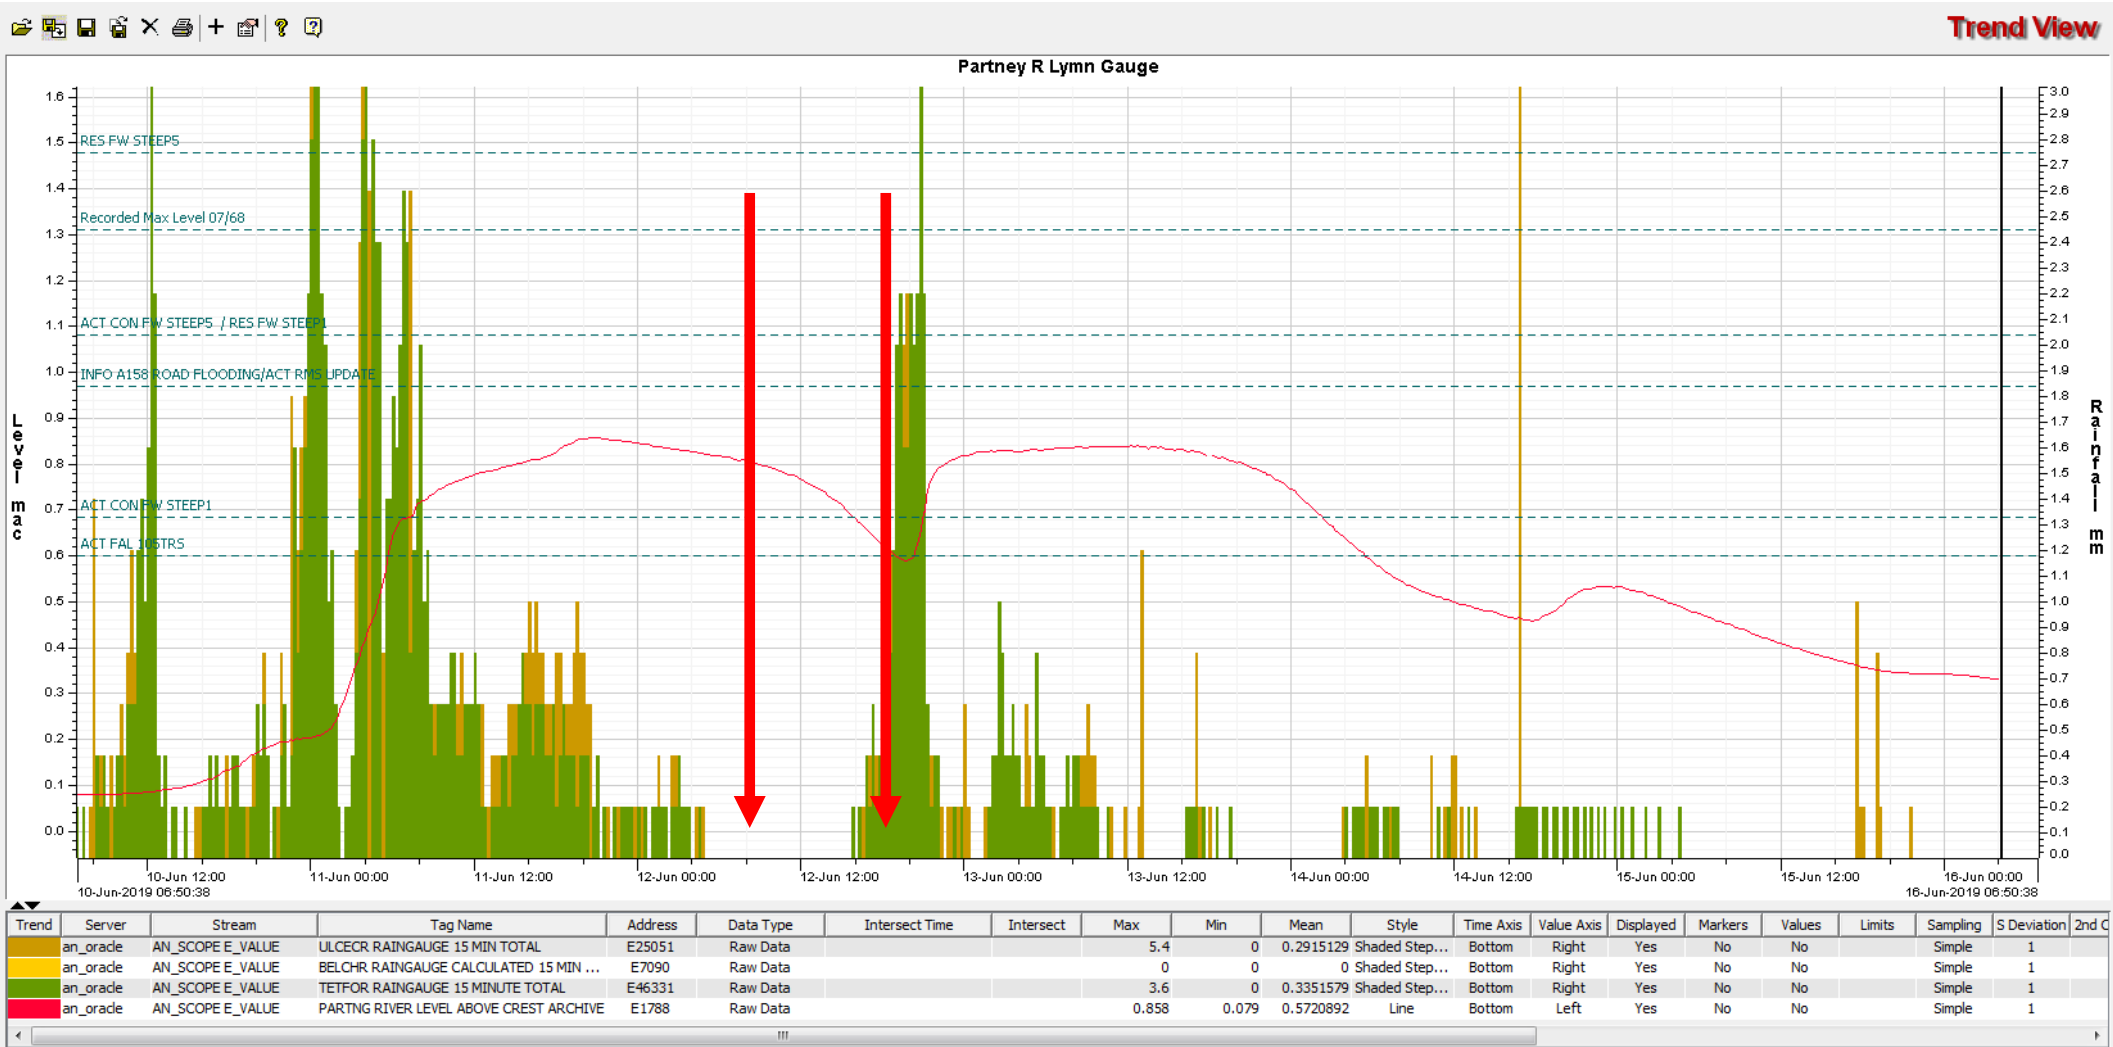 Trend View
Partney R Lymn Gauge
1.6
1.5
1.4
1.3
1.2
1.1
1.0
0.9
0.8
0.7
0.6
0.5
0.4
0.3
0.2
0.1
0.0
Level mac
RES FW STEEP5
Recorded Max Level 07/68
ACT CON FW STEEP5 / RES FW STEEP1
INFO A158 ROAD FLOODING/ACT RMS UPDATE
ACT CON FW STEEP1
ACT FAL 105TRS
3.0
2.9
2.8
2.7
2.6
2.5
2.4
2.3
2.2
2.1
2.0
1.9
1.8
1.7
1.6
1.5
1.4
1.3
1.2
1.1
1.0
0.9
0.8
0.7
0.6
0.5
0.4
0.3
0.2
0.1
0.0
Rainfall mm
10-Jun 12:00 11-Jun 00:00 11-Jun 12:00 12-Jun 00:00 12-Jun 12:00 13-Jun 00:00 13-Jun 12:00 14-Jun 00:00 14-Jun 12:00 15-Jun 00:00 15-Jun 12:00 16-Jun 00:00
10-Jun-2019 06:50:38 16-Jun-2019 06:50:38
Trend Server Stream Tag Name Address Data Type Intersect Time Intersect Max Min Mean Style Time Axis Value Axis Displayed Markers Values Limits Sampling S Deviation 2nd C
an_oracle AN_SCOPE E_VALUE ULCECR RAINGAUGE 15 MIN TOTAL E25051 Raw Data 5.4 0 0.2915129 Shaded Step... Bottom Right Yes No No Simple 1
an_oracle AN_SCOPE E_VALUE BELCHR RAINGAUGE CALCULATED 15 MIN ... E7090 Raw Data 0 0 0 Shaded Step... Bottom Right Yes No No Simple 1
an_oracle AN_SCOPE E_VALUE TETFOR RAINGAUGE 15 MINUTE TOTAL E46331 Raw Data 3.6 0 0.3351579 Shaded Step... Bottom Right Yes No No Simple 1
an_oracle AN_SCOPE E_VALUE PARTNG RIVER LEVEL ABOVE CREST ARCHIVE E1788 Raw Data 0.858 0.079 0.5720892 Line Bottom Left Yes No No Simple 1